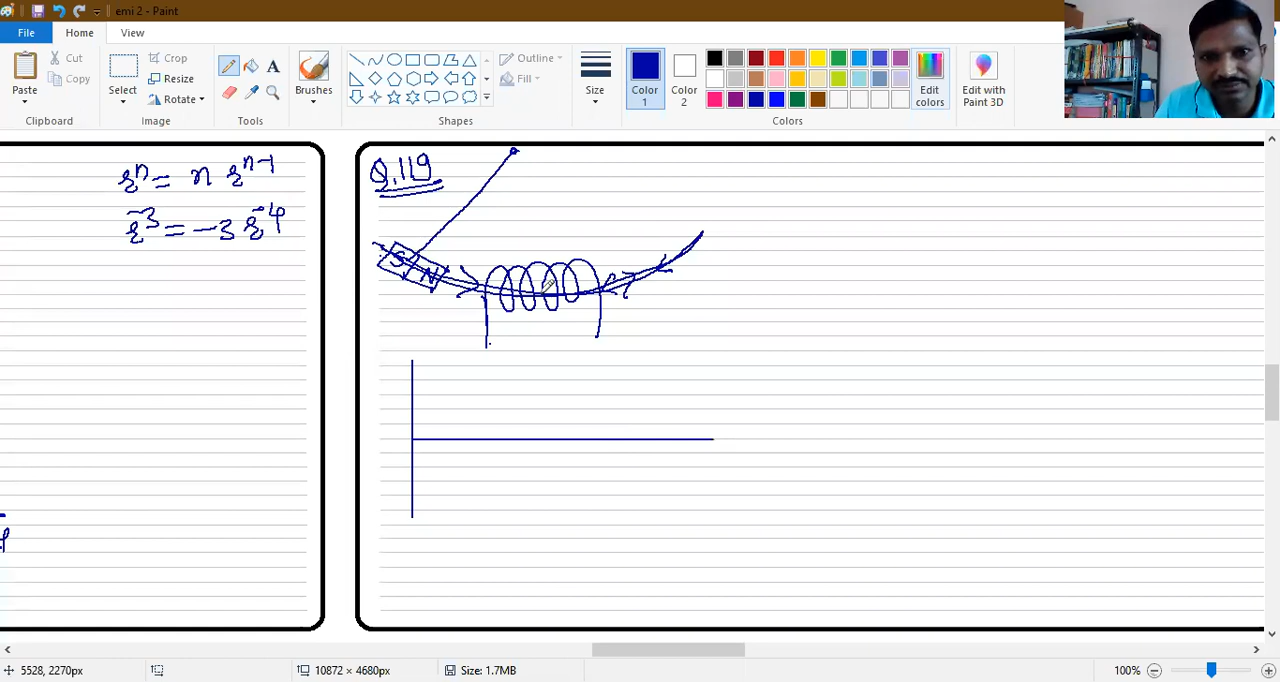 emi 2 - Paint
File Home View
Paste
Cut
Copy
Clipboard
Select
Crop
Resize
Rotate
Image
A
Tools
Brushes
Shapes
Outline
Fill
Size
Color 1
Color 2
Edit colors
Edit with Paint 3D
Colors
r^n = n r^{n-1}
r^{-3} = -3 r^{-4}
Q.119
S N
5528, 2270px
10872 × 4680px
Size: 1.7MB
100%